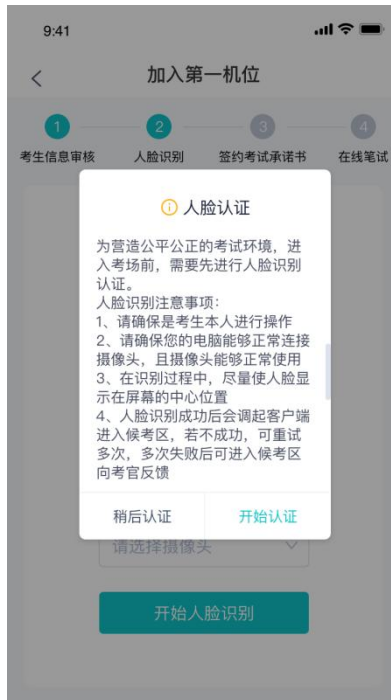 9:41
加入第一机位
1
2
3
4
考生信息审核
人脸识别
签约考试承诺书
在线笔试
人脸认证
为营造公平公正的考试环境，进
入考场前，需要先进行人脸识别
认证。
人脸识别注意事项：
1、请确保是考生本人进行操作
2、请确保您的电脑能够正常连接
摄像头，且摄像头能够正常使用
3、在识别过程中，尽量使人脸显
示在屏幕的中心位置
4、人脸识别成功后会调起客户端
进入候考区，若不成功，可重试
多次，多次失败后可进入候考区
向考官反馈
稍后认证
开始认证
请选择摄像头
开始人脸识别